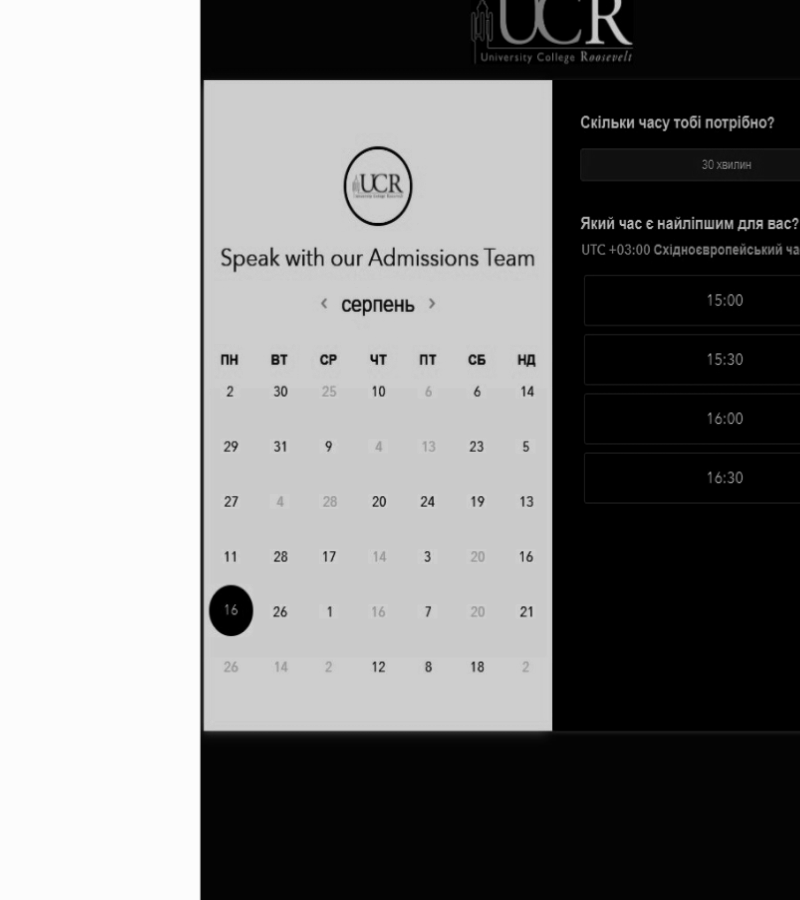 UCR
University College Roosevelt
UCR
Speak with our Admissions Team
‹ серпень ›
ПН ВТ СР ЧТ ПТ СБ НД
2 30 25 10 6 6 14
29 31 9 4 13 23 5
27 4 28 20 24 19 13
11 28 17 14 3 20 16
16 26 1 16 7 20 21
26 14 2 12 8 18 2
Скільки часу тобі потрібно?
30 хвилин
Який час є найліпшим для вас?
UTC +03:00 Східноєвропейський ча
15:00
15:30
16:00
16:30